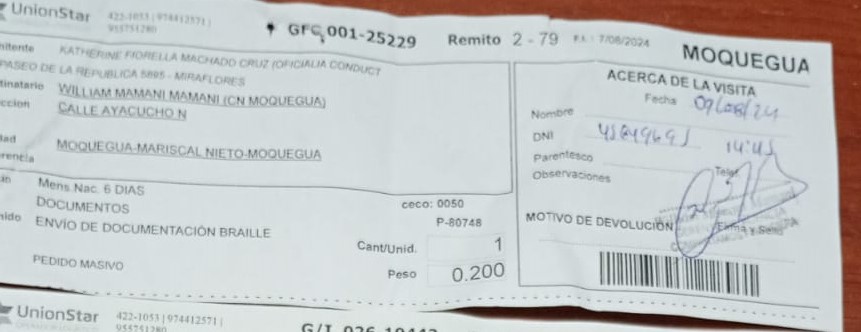 UnionStar 422-1053 | 974412571 |
955751280
GFC 001-25229 Remito 2 - 79 F.I. : 7/08/2024 MOQUEGUA
mitente KATHERINE FIORELLA MACHADO CRUZ (OFICIALIA CONDUCT
PASEO DE LA REPUBLICA 5895 - MIRAFLORES
tinatario WILLIAM MAMANI MAMANI (CN MOQUEGUA)
ccion CALLE AYACUCHO N
dad MOQUEGUA-MARISCAL NIETO-MOQUEGUA
erencia
Mens.Nac. 6 DIAS
ceco: 0050
DOCUMENTOS
P-80748
nido ENVÍO DE DOCUMENTACIÓN BRAILLE
Cant/Unid. 1
PEDIDO MASIVO
Peso 0.200
ACERCA DE LA VISITA
Fecha 09/08/24
Nombre
DNI
14:45
Parentesco
Observaciones
MOTIVO DE DEVOLUCIÓN
Firma y Sello
UnionStar 422-1053 | 974412571 |
955751280